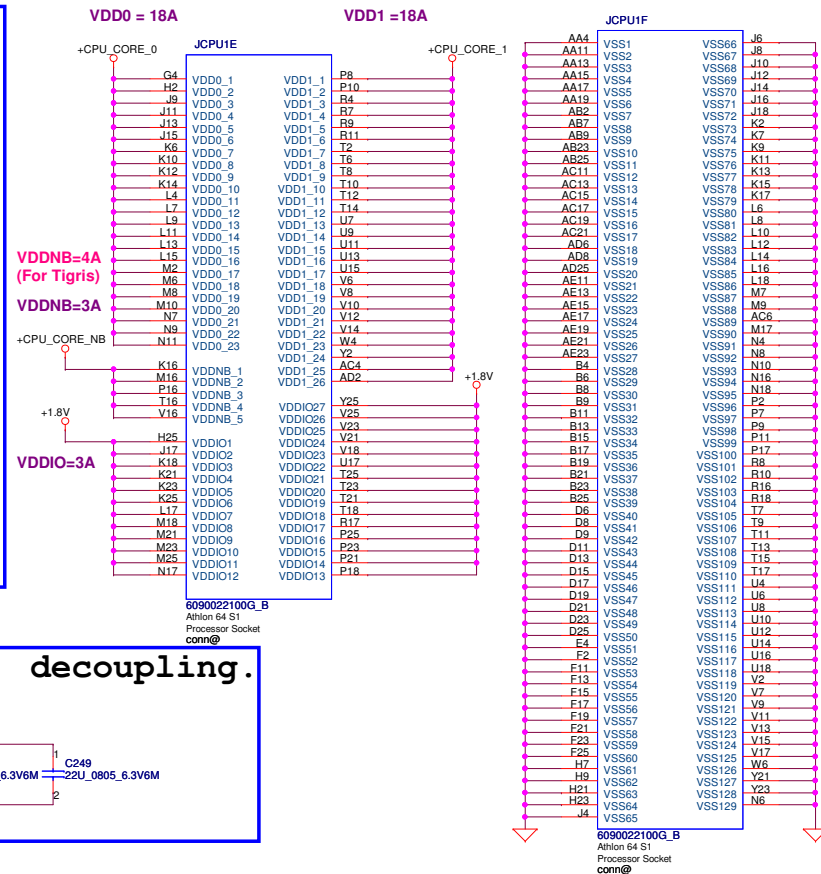 VDD0 = 18A
VDD1 =18A
+CPU_CORE_0
JCPU1E
+CPU_CORE_1
G4 VDD0_1 VDD1_1 P8
H2 VDD0_2 VDD1_2 P10
J9 VDD0_3 VDD1_3 R4
J11 VDD0_4 VDD1_4 R7
J13 VDD0_5 VDD1_5 R9
J15 VDD0_6 VDD1_6 R11
K6 VDD0_7 VDD1_7 T2
K10 VDD0_8 VDD1_8 T6
K12 VDD0_9 VDD1_9 T8
K14 VDD0_10 VDD1_10 T10
L4 VDD0_11 VDD1_11 T12
L7 VDD0_12 VDD1_12 T14
L9 VDD0_13 VDD1_13 U7
L11 VDD0_14 VDD1_14 U9
L13 VDD0_15 VDD1_15 U11
L15 VDD0_16 VDD1_16 U13
M2 VDD0_17 VDD1_17 U15
M6 VDD0_18 VDD1_18 V6
M8 VDD0_19 VDD1_19 V8
M10 VDD0_20 VDD1_20 V10
N7 VDD0_21 VDD1_21 V12
N9 VDD0_22 VDD1_22 V14
N11 VDD0_23 VDD1_23 W4
VDD1_24 Y2
K16 VDDNB_1 VDD1_25 AC4
M16 VDDNB_2 VDD1_26 AD2
P16 VDDNB_3
T16 VDDNB_4 VDDIO27 Y25
V16 VDDNB_5 VDDIO26 V25
VDDIO25 V23
H25 VDDIO1 VDDIO24 V21
J17 VDDIO2 VDDIO23 V18
K18 VDDIO3 VDDIO22 U17
K21 VDDIO4 VDDIO21 T25
K23 VDDIO5 VDDIO20 T23
K25 VDDIO6 VDDIO19 T21
L17 VDDIO7 VDDIO18 T18
M18 VDDIO8 VDDIO17 R17
M21 VDDIO9 VDDIO16 P25
M23 VDDIO10 VDDIO15 P23
M25 VDDIO11 VDDIO14 P21
N17 VDDIO12 VDDIO13 P18
VDDNB=4A
(For Tigris)
VDDNB=3A
+CPU_CORE_NB
+1.8V
+1.8V
VDDIO=3A
6090022100G_B
Athlon 64 S1
Processor Socket
conn@
decoupling.
1
C249
6.3V6M
22U_0805_6.3V6M
2
JCPU1F
AA4 VSS1 VSS66 J6
AA11 VSS2 VSS67 J8
AA13 VSS3 VSS68 J10
AA15 VSS4 VSS69 J12
AA17 VSS5 VSS70 J14
AA19 VSS6 VSS71 J16
AB2 VSS7 VSS72 J18
AB7 VSS8 VSS73 K2
AB9 VSS9 VSS74 K7
AB23 VSS10 VSS75 K9
AB25 VSS11 VSS76 K11
AC11 VSS12 VSS77 K13
AC13 VSS13 VSS78 K15
AC15 VSS14 VSS79 K17
AC17 VSS15 VSS80 L6
AC19 VSS16 VSS81 L8
AC21 VSS17 VSS82 L10
AD6 VSS18 VSS83 L12
AD8 VSS19 VSS84 L14
AD25 VSS20 VSS85 L16
AE11 VSS21 VSS86 L18
AE13 VSS22 VSS87 M7
AE15 VSS23 VSS88 M9
AE17 VSS24 VSS89 AC6
AE19 VSS25 VSS90 M17
AE21 VSS26 VSS91 N4
AE23 VSS27 VSS92 N8
B4 VSS28 VSS93 N10
B6 VSS29 VSS94 N16
B8 VSS30 VSS95 N18
B9 VSS31 VSS96 P2
B11 VSS32 VSS97 P7
B13 VSS33 VSS98 P9
B15 VSS34 VSS99 P11
B17 VSS35 VSS100 P17
B19 VSS36 VSS101 R8
B21 VSS37 VSS102 R10
B23 VSS38 VSS103 R16
B25 VSS39 VSS104 R18
D6 VSS40 VSS105 T7
D8 VSS41 VSS106 T9
D9 VSS42 VSS107 T11
D11 VSS43 VSS108 T13
D13 VSS44 VSS109 T15
D15 VSS45 VSS110 T17
D17 VSS46 VSS111 U4
D19 VSS47 VSS112 U6
D21 VSS48 VSS113 U8
D23 VSS49 VSS114 U10
D25 VSS50 VSS115 U12
E4 VSS51 VSS116 U14
F2 VSS52 VSS117 U16
F11 VSS53 VSS118 U18
F13 VSS54 VSS119 V2
F15 VSS55 VSS120 V7
F17 VSS56 VSS121 V9
F19 VSS57 VSS122 V11
F21 VSS58 VSS123 V13
F23 VSS59 VSS124 V15
F25 VSS60 VSS125 V17
H7 VSS61 VSS126 W6
H9 VSS62 VSS127 Y21
H21 VSS63 VSS128 Y23
H23 VSS64 VSS129 N6
J4 VSS65
6090022100G_B
Athlon 64 S1
Processor Socket
conn@